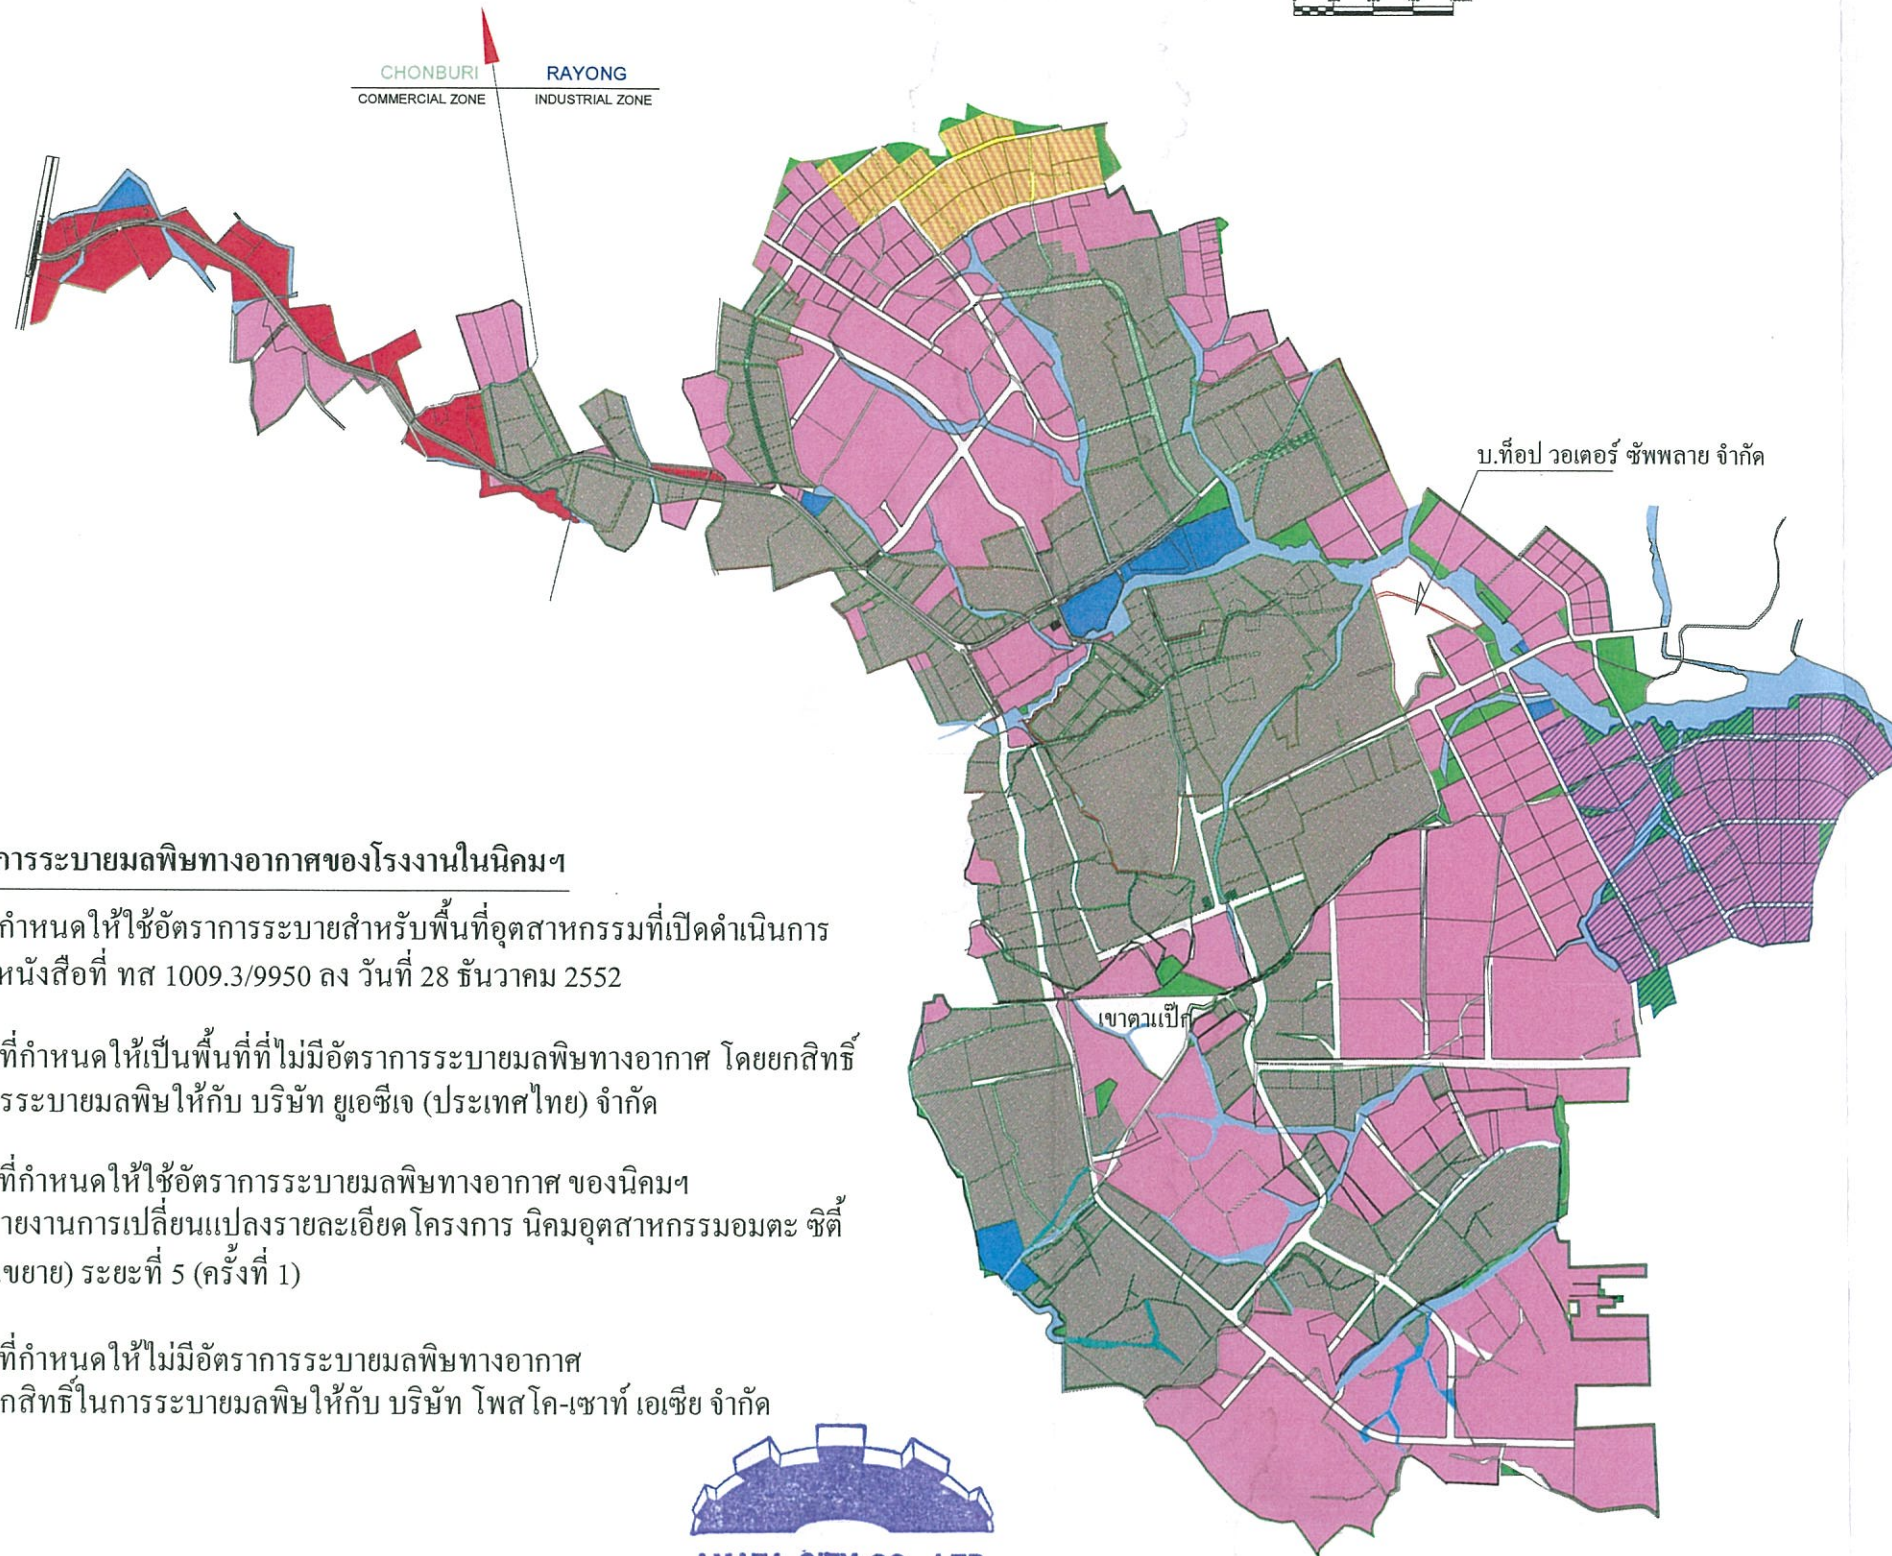 CHONBURI RAYONG
COMMERCIAL ZONE INDUSTRIAL ZONE
บ.ท็อป วอเตอร์ ซัพพลาย จำกัด
เขาตาแป๊ก
การระบายมลพิษทางอากาศของโรงงานในนิคมฯ
กำหนดให้ใช้อัตราการระบายสำหรับพื้นที่อุตสาหกรรมที่เปิดดำเนินการ
หนังสือที่ ทส 1009.3/9950 ลง วันที่ 28 ธันวาคม 2552
ที่กำหนดให้เป็นพื้นที่ที่ไม่มีอัตราการระบายมลพิษทางอากาศ โดยยกสิทธิ์
รระบายมลพิษให้กับ บริษัท ยูเอซีเจ (ประเทศไทย) จำกัด
ที่กำหนดให้ใช้อัตราการระบายมลพิษทางอากาศ ของนิคมฯ
ายงานการเปลี่ยนแปลงรายละเอียดโครงการ นิคมอุตสาหกรรมอมตะ ซิตี้
ขยาย) ระยะที่ 5 (ครั้งที่ 1)
ที่กำหนดให้ไม่มีอัตราการระบายมลพิษทางอากาศ
กสิทธิ์ในการระบายมลพิษให้กับ บริษัท โพสโค-เซาท์ เอเซีย จำกัด